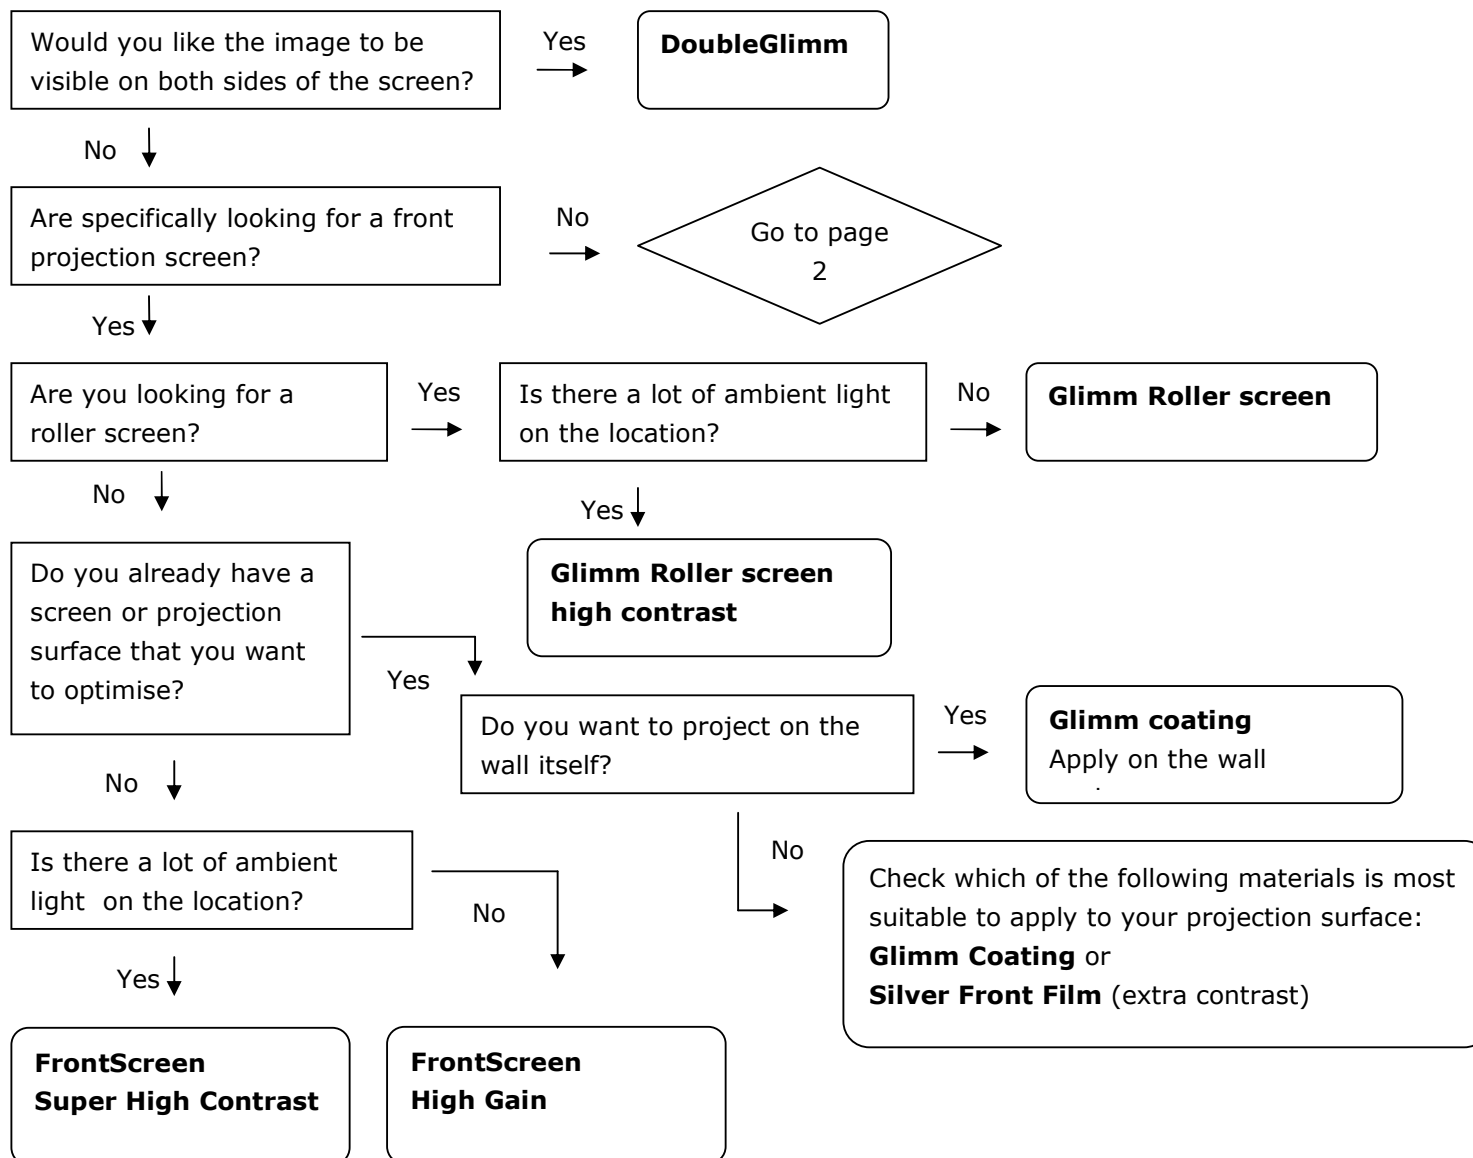 Would you like the image to be
visible on both sides of the screen?
Yes
DoubleGlimm
No
Are specifically looking for a front
projection screen?
No
Go to page
2
Yes
Are you looking for a
roller screen?
Yes
Is there a lot of ambient light
on the location?
No
Glimm Roller screen
No
Yes
Glimm Roller screen
high contrast
Do you already have a
screen or projection
surface that you want
to optimise?
Yes
Do you want to project on the
wall itself?
Yes
Glimm coating
Apply on the wall
No
No
Check which of the following materials is most
suitable to apply to your projection surface:
Glimm Coating or
Silver Front Film (extra contrast)
Is there a lot of ambient
light  on the location?
No
Yes
FrontScreen
Super High Contrast
FrontScreen
High Gain